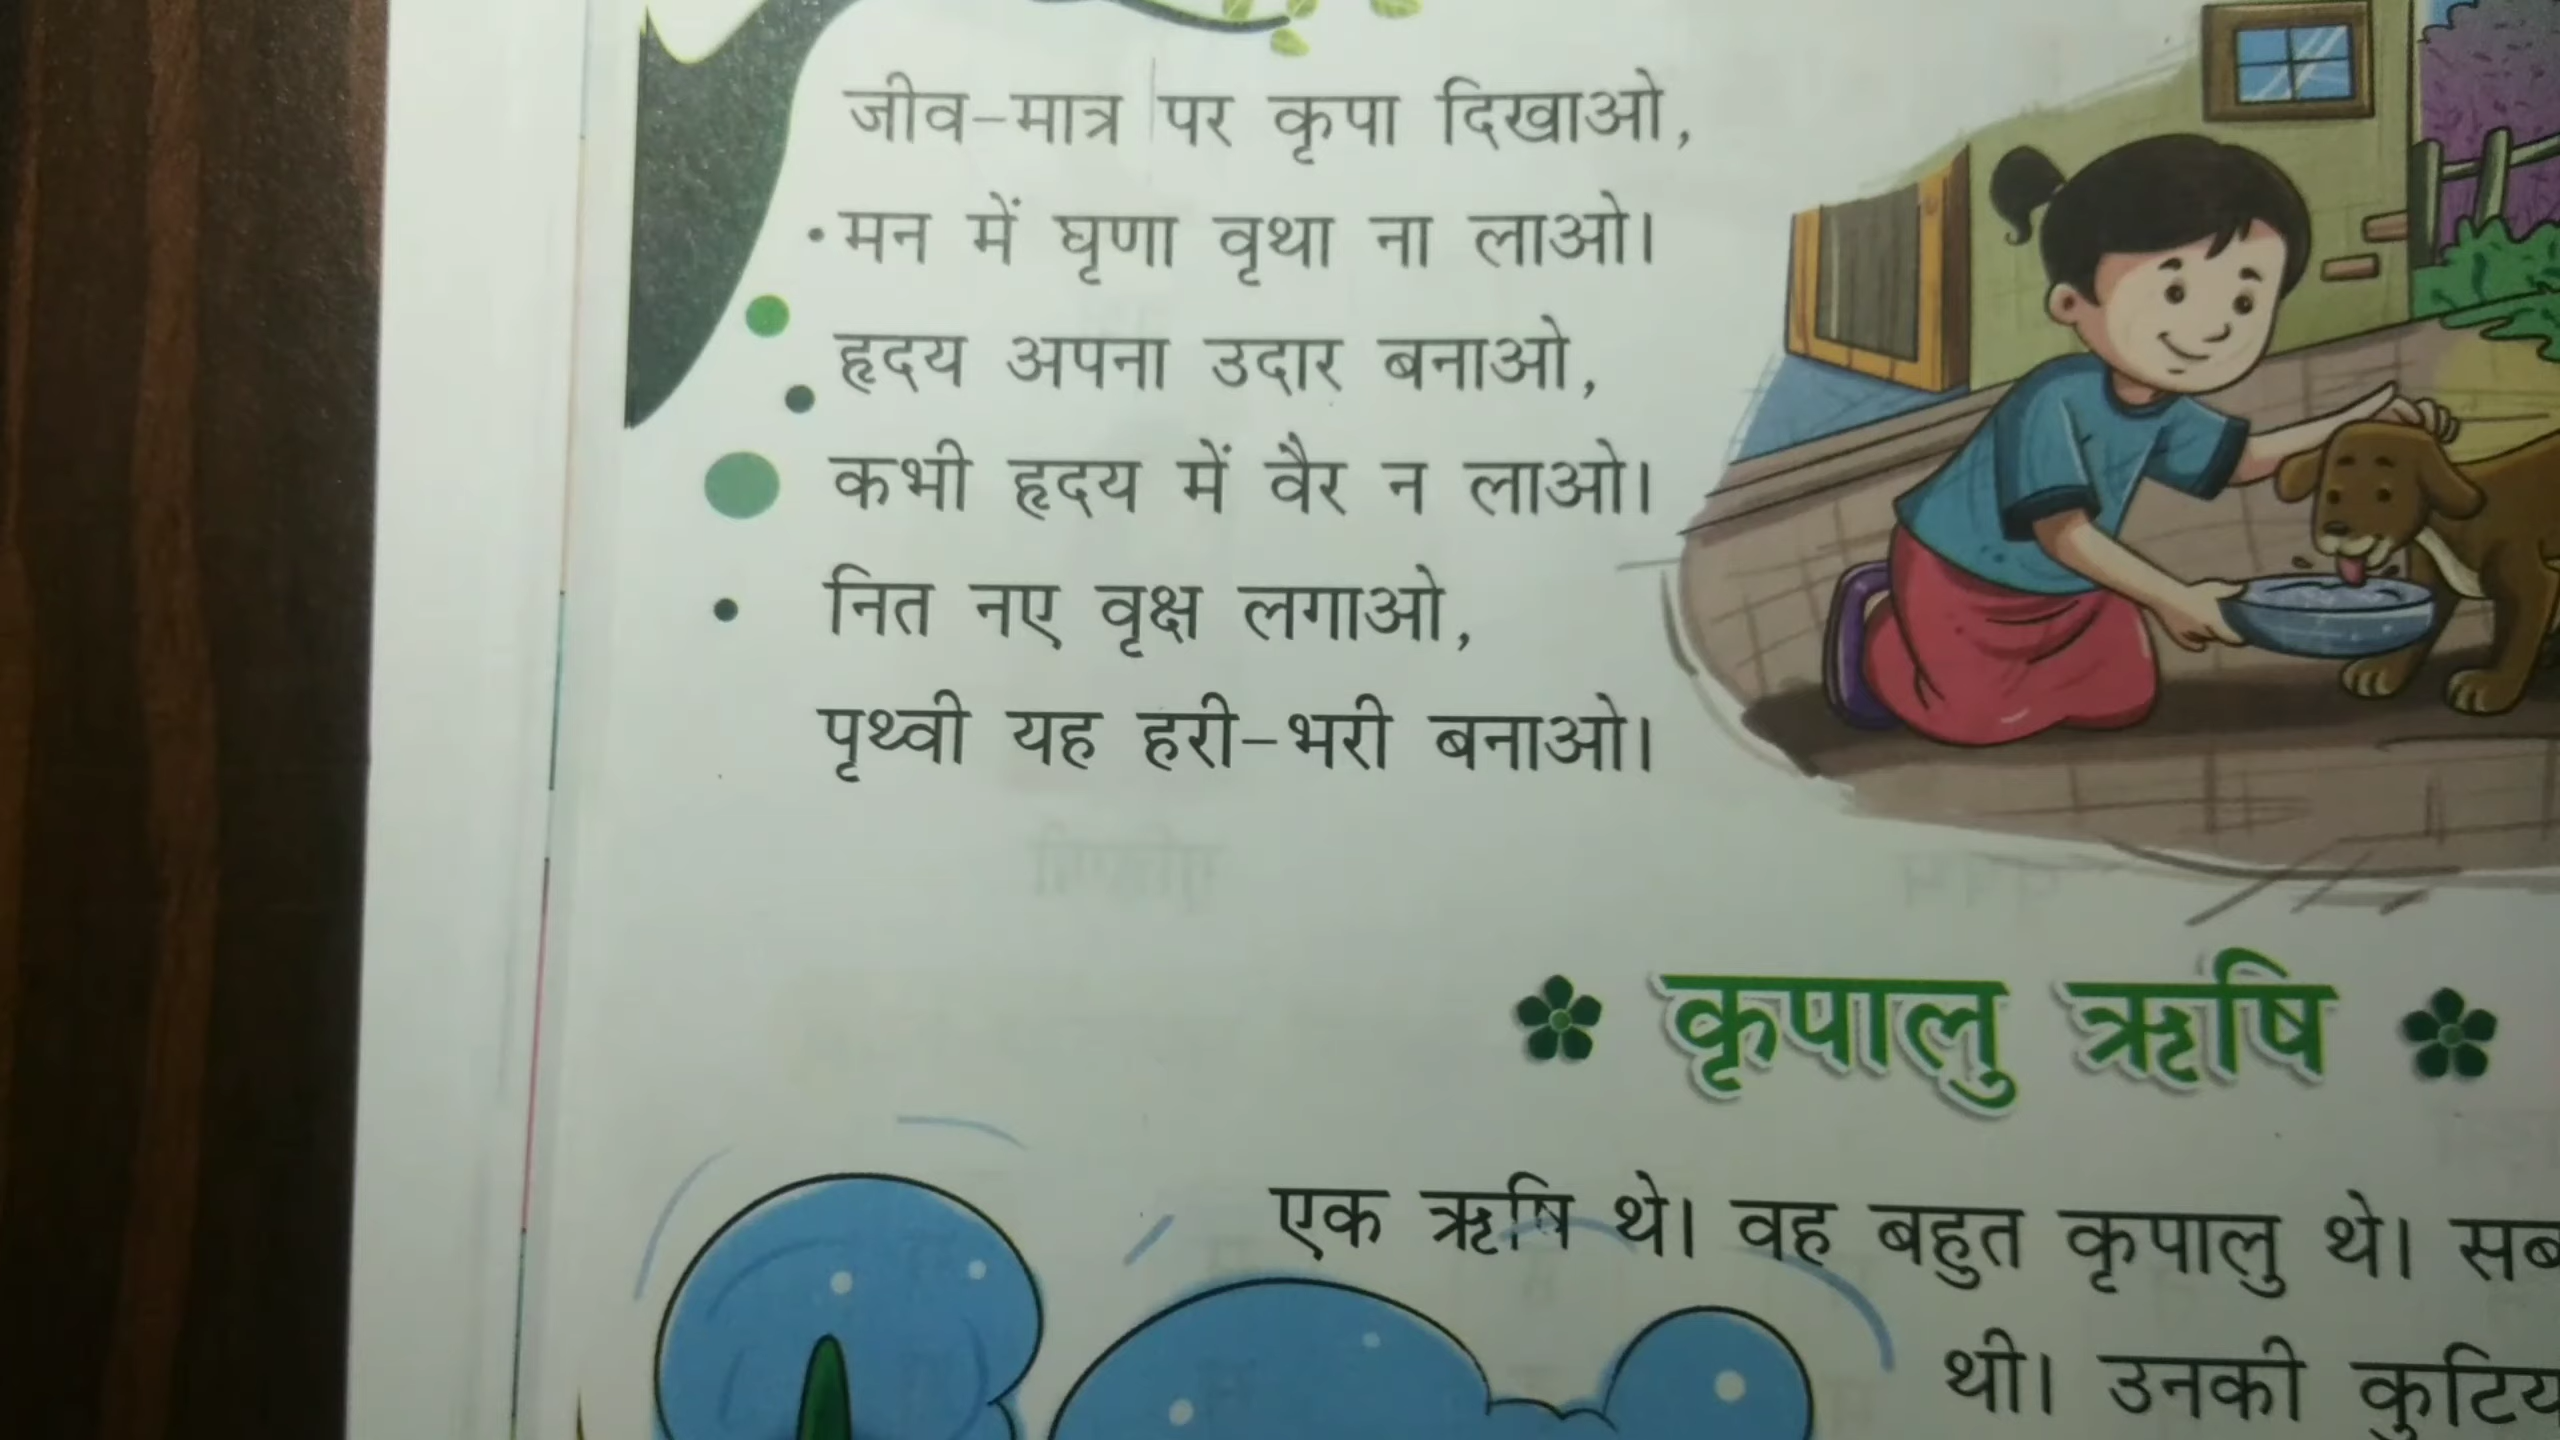 जीव-मात्र पर कृपा दिखाओ,
मन में घृणा वृथा ना लाओ।
हृदय अपना उदार बनाओ,
कभी हृदय में वैर न लाओ।
नित नए वृक्ष लगाओ,
पृथ्वी यह हरी-भरी बनाओ।
कृपालु ऋषि
एक ऋषि थे। वह बहुत कृपालु थे।
थी। उनकी